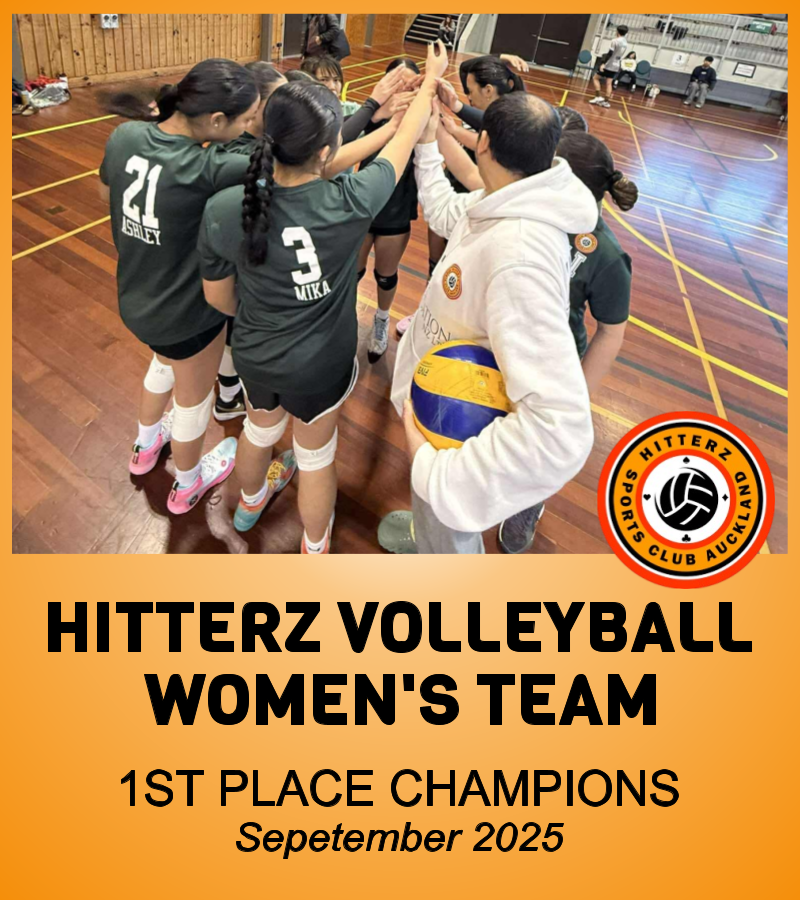 21
ASHLEY
3
MIKA
HITTERZ
SPORTS CLUB AUCKLAND
HITTERZ VOLLEYBALL
WOMEN'S TEAM
1ST PLACE CHAMPIONS
Sepetember 2025